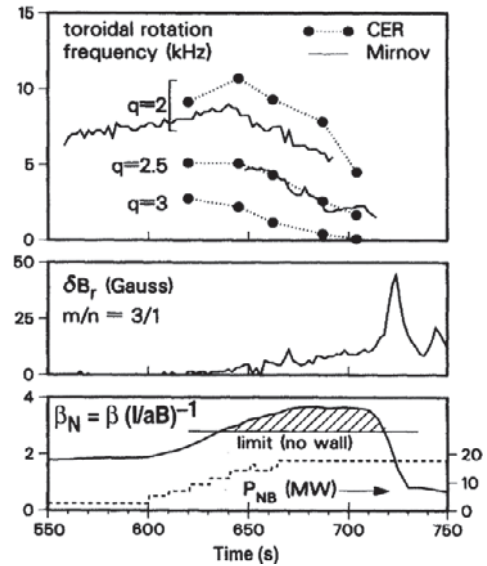 15
10
5
0
toroidal rotation
frequency (kHz)
CER
Mirnov
q=2
q=2.5
q=3
50
25
0
δBᵣ (Gauss)
m/n = 3/1
4
2
0
βN = β (I/aB)⁻¹
limit (no wall)
PNB (MW)
20
10
0
550 600 650 700 750
Time (s)